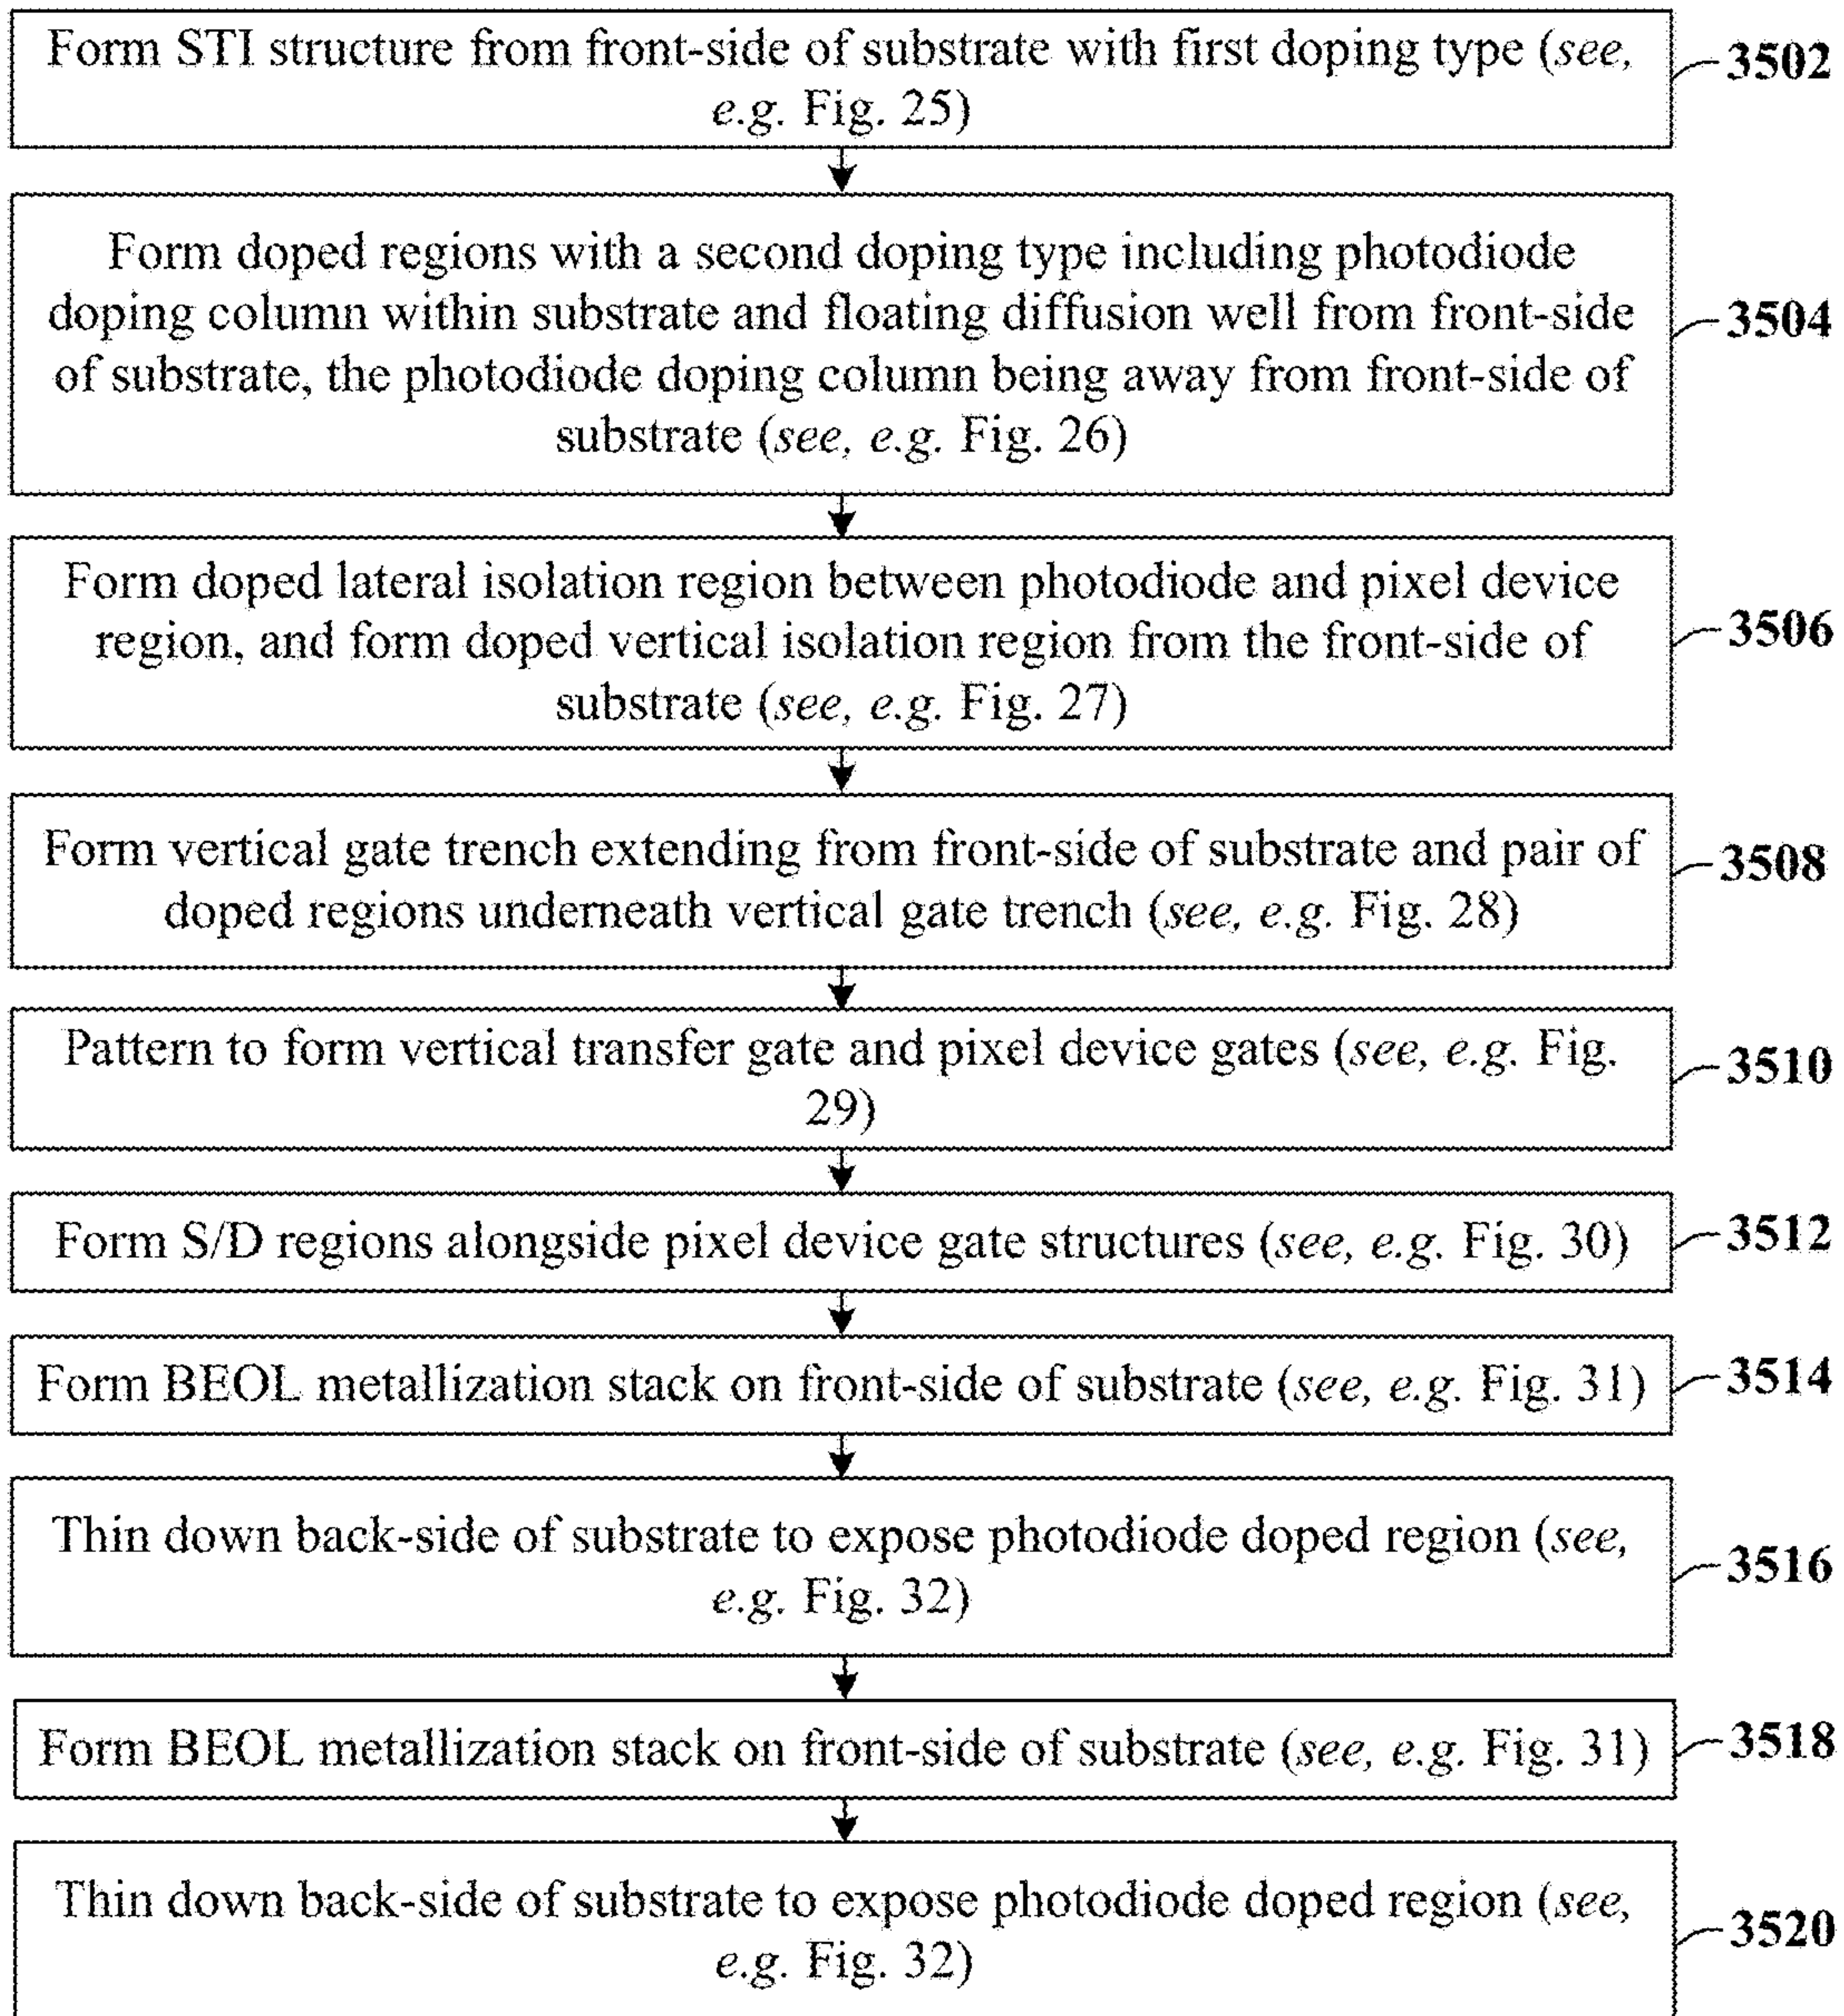 Form STI structure from front-side of substrate with first doping type (see,
e.g. Fig. 25)
3502
Form doped regions with a second doping type including photodiode
doping column within substrate and floating diffusion well from front-side
of substrate, the photodiode doping column being away from front-side of
substrate (see, e.g. Fig. 26)
3504
Form doped lateral isolation region between photodiode and pixel device
region, and form doped vertical isolation region from the front-side of
substrate (see, e.g. Fig. 27)
3506
Form vertical gate trench extending from front-side of substrate and pair of
doped regions underneath vertical gate trench (see, e.g. Fig. 28)
3508
Pattern to form vertical transfer gate and pixel device gates (see, e.g. Fig.
29)
3510
Form S/D regions alongside pixel device gate structures (see, e.g. Fig. 30)
3512
Form BEOL metallization stack on front-side of substrate (see, e.g. Fig. 31)
3514
Thin down back-side of substrate to expose photodiode doped region (see,
e.g. Fig. 32)
3516
Form BEOL metallization stack on front-side of substrate (see, e.g. Fig. 31)
3518
Thin down back-side of substrate to expose photodiode doped region (see,
e.g. Fig. 32)
3520